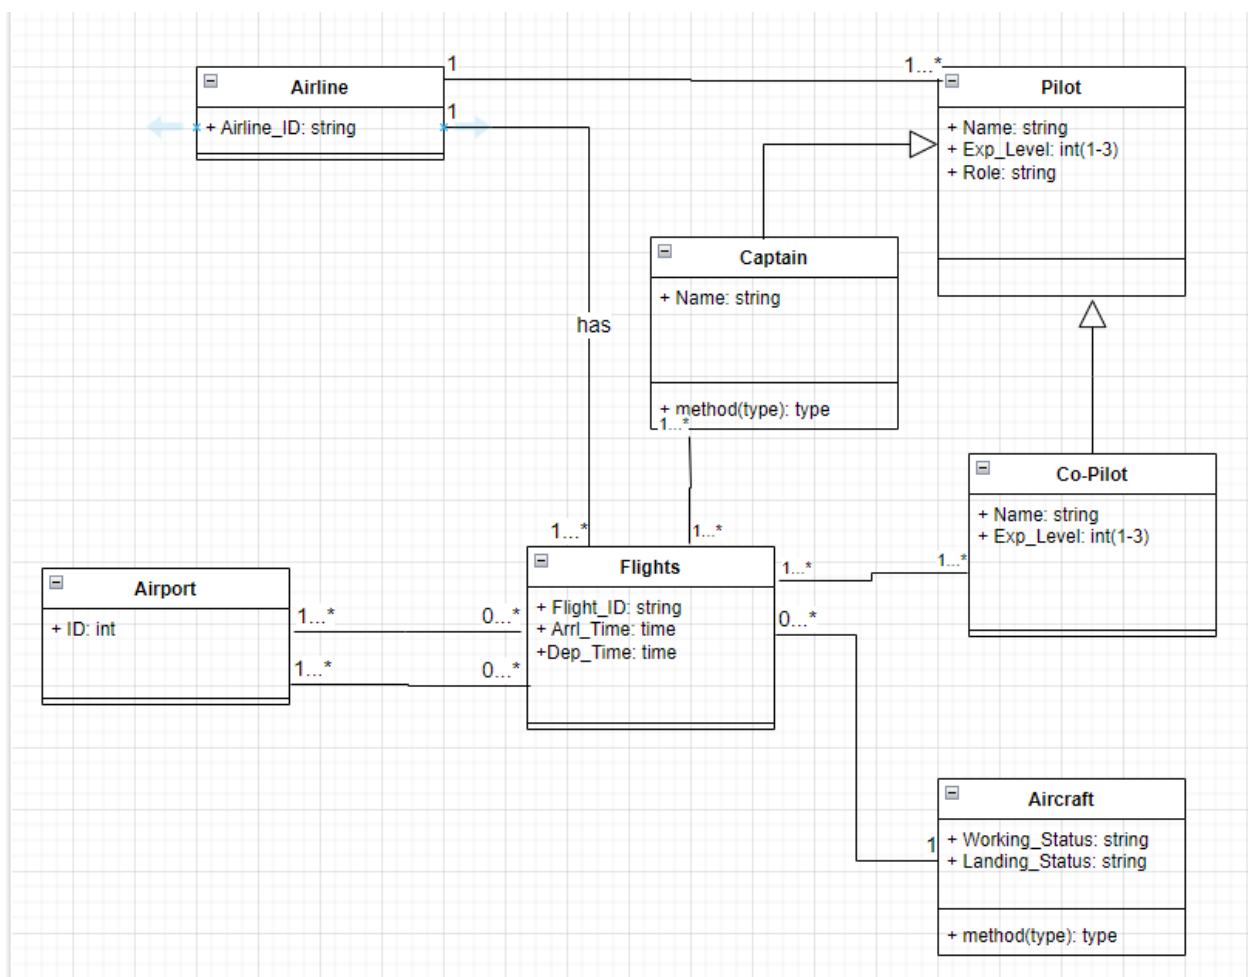 1
1...*
Airline
Pilot
1
+ Airline_ID: string
+ Name: string
+ Exp_Level: int(1-3)
+ Role: string
Captain
+ Name: string
has
+ method(type): type
1...*
Co-Pilot
+ Name: string
+ Exp_Level: int(1-3)
1...*
1...*
1...*
1...*
Flights
+ Flight_ID: string
+ Arrl_Time: time
+Dep_Time: time
Airport
+ ID: int
1...*
0...*
0...*
1...*
0...*
Aircraft
1
+ Working_Status: string
+ Landing_Status: string
+ method(type): type